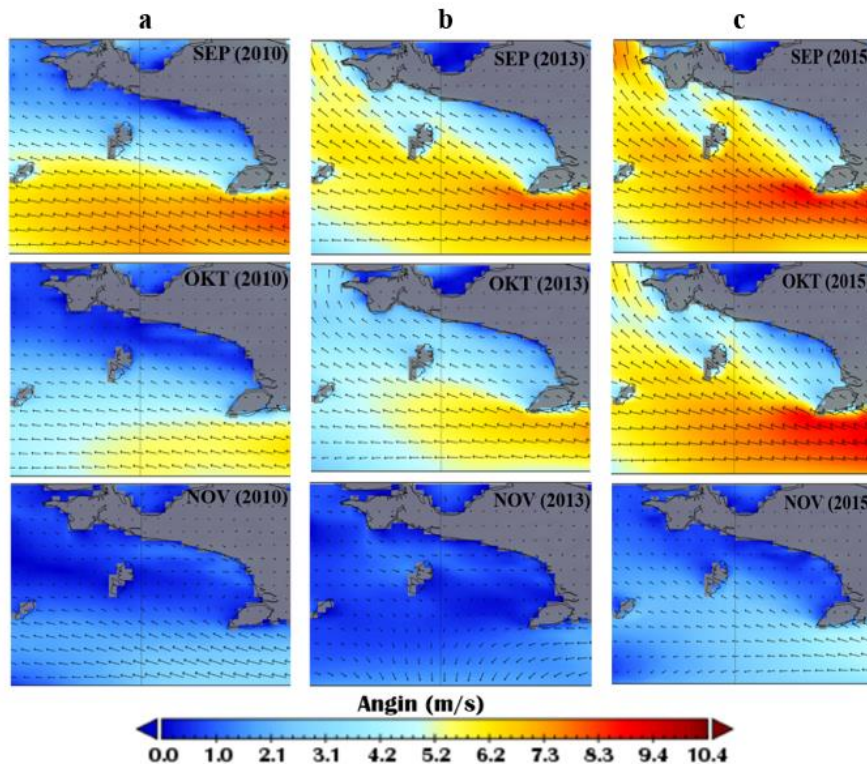 a b c
SEP (2010) SEP (2013) SEP (2015)
OKT (2010) OKT (2013) OKT (2015)
NOV (2010) NOV (2013) NOV (2015)
Angin (m/s)
0.0 1.0 2.1 3.1 4.2 5.2 6.2 7.3 8.3 9.4 10.4